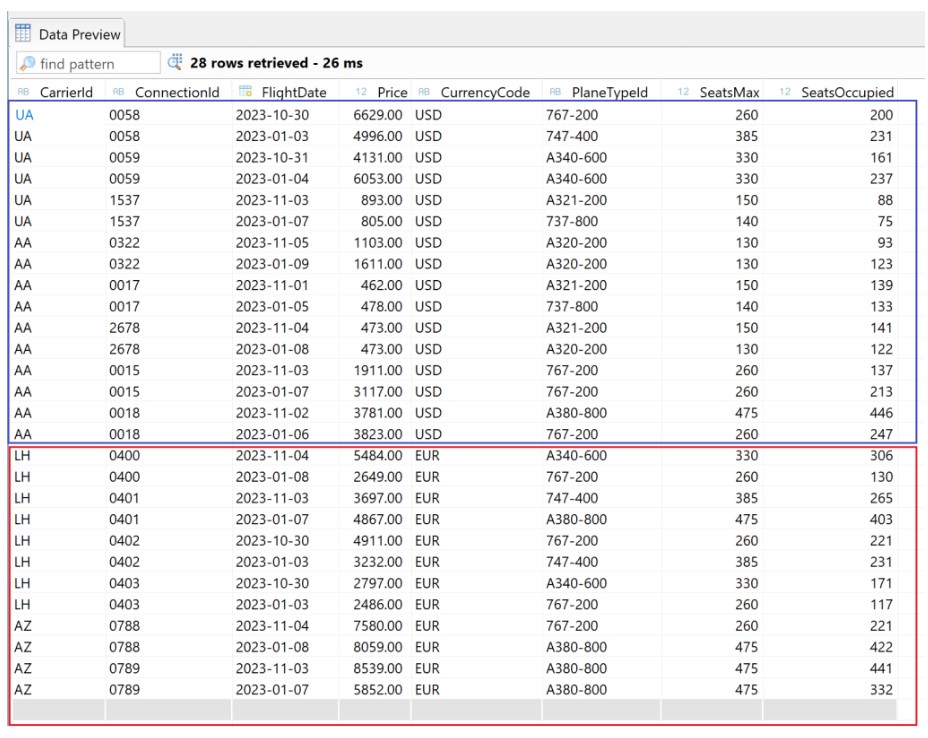 Data Preview
find pattern 28 rows retrieved - 26 ms
RB CarrierId RB ConnectionId FlightDate 12 Price RB CurrencyCode RB PlaneTypeId 12 SeatsMax 12 SeatsOccupied
UA 0058 2023-10-30 6629.00 USD 767-200 260 200
UA 0058 2023-01-03 4996.00 USD 747-400 385 231
UA 0059 2023-10-31 4131.00 USD A340-600 330 161
UA 0059 2023-01-04 6053.00 USD A340-600 330 237
UA 1537 2023-11-03 893.00 USD A321-200 150 88
UA 1537 2023-01-07 805.00 USD 737-800 140 75
AA 0322 2023-11-05 1103.00 USD A320-200 130 93
AA 0322 2023-01-09 1611.00 USD A320-200 130 123
AA 0017 2023-11-01 462.00 USD A321-200 150 139
AA 0017 2023-01-05 478.00 USD 737-800 140 133
AA 2678 2023-11-04 473.00 USD A321-200 150 141
AA 2678 2023-01-08 473.00 USD A320-200 130 122
AA 0015 2023-11-03 1911.00 USD 767-200 260 137
AA 0015 2023-01-07 3117.00 USD 767-200 260 213
AA 0018 2023-11-02 3781.00 USD A380-800 475 446
AA 0018 2023-01-06 3823.00 USD 767-200 260 247
LH 0400 2023-11-04 5484.00 EUR A340-600 330 306
LH 0400 2023-01-08 2649.00 EUR 767-200 260 130
LH 0401 2023-11-03 3697.00 EUR 747-400 385 265
LH 0401 2023-01-07 4867.00 EUR A380-800 475 403
LH 0402 2023-10-30 4911.00 EUR 767-200 260 221
LH 0402 2023-01-03 3232.00 EUR 747-400 385 231
LH 0403 2023-10-30 2797.00 EUR A340-600 330 171
LH 0403 2023-01-03 2486.00 EUR 767-200 260 117
AZ 0788 2023-11-04 7580.00 EUR 767-200 260 221
AZ 0788 2023-01-08 8059.00 EUR A380-800 475 422
AZ 0789 2023-11-03 8539.00 EUR A380-800 475 441
AZ 0789 2023-01-07 5852.00 EUR A380-800 475 332